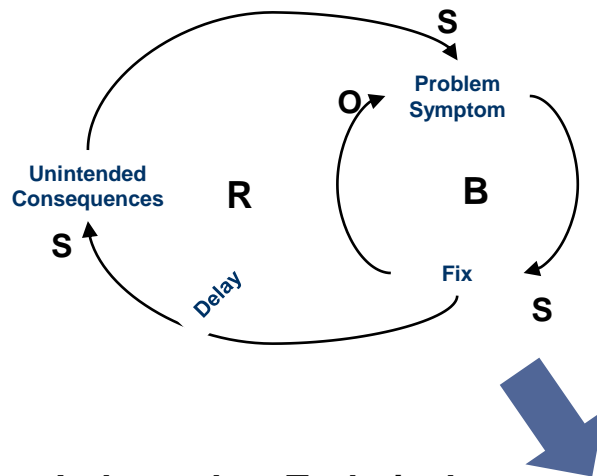 S
Problem
Symptom
O
Unintended
Consequences
R
B
S
Delay
Fix
S